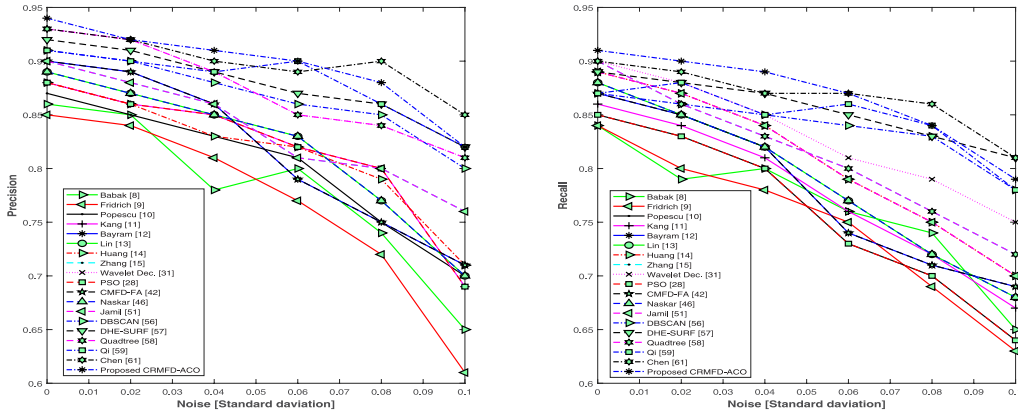 0.95
0.9
0.85
0.8
0.75
0.7
0.65
0.6
Precision
Babak [8]
Fridrich [9]
Popescu [10]
Kang [11]
Bayram [12]
Lin [13]
Huang [14]
Zhang [15]
Wavelet Dec. [31]
PSO [28]
CMFD-FA [42]
Naskar [46]
Jamil [51]
DBSCAN [56]
DHE-SURF [57]
Quadtree [58]
Qi [59]
Chen [61]
Proposed CRMFD-ACO
0 0.01 0.02 0.03 0.04 0.05 0.06 0.07 0.08 0.09 0.1
Noise [Standard daviation]
0.95
0.9
0.85
0.8
0.75
0.7
0.65
0.6
Recall
Babak [8]
Fridrich [9]
Popescu [10]
Kang [11]
Bayram [12]
Lin [13]
Huang [14]
Zhang [15]
Wavelet Dec. [31]
PSO [28]
CMFD-FA [42]
Naskar [46]
Jamil [51]
DBSCAN [56]
DHE-SURF [57]
Quadtree [58]
Qi [59]
Chen [61]
Proposed CRMFD-ACO
0 0.01 0.02 0.03 0.04 0.05 0.06 0.07 0.08 0.09 0.1
Noise [Standard daviation]